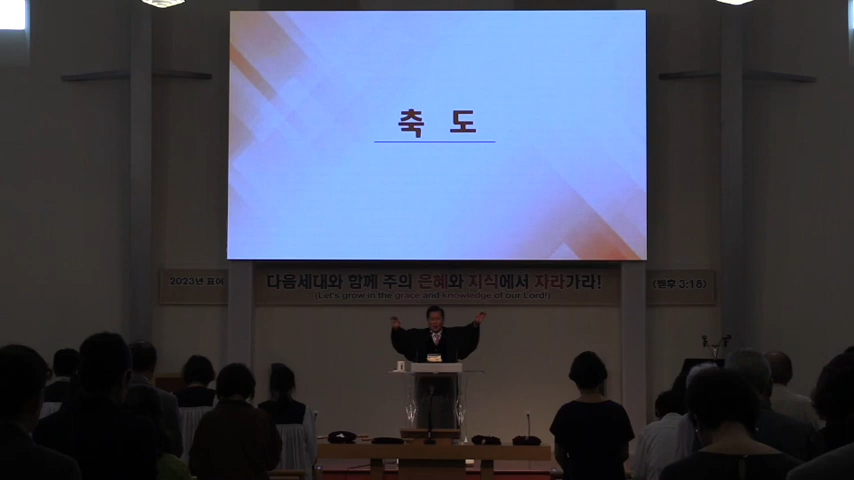 축 도
2023년 표어
다음세대와 함께 주의 은혜와 지식에서 자라가라!
(Let's grow in the grace and knowledge of our Lord!)
(벧후 3:18)